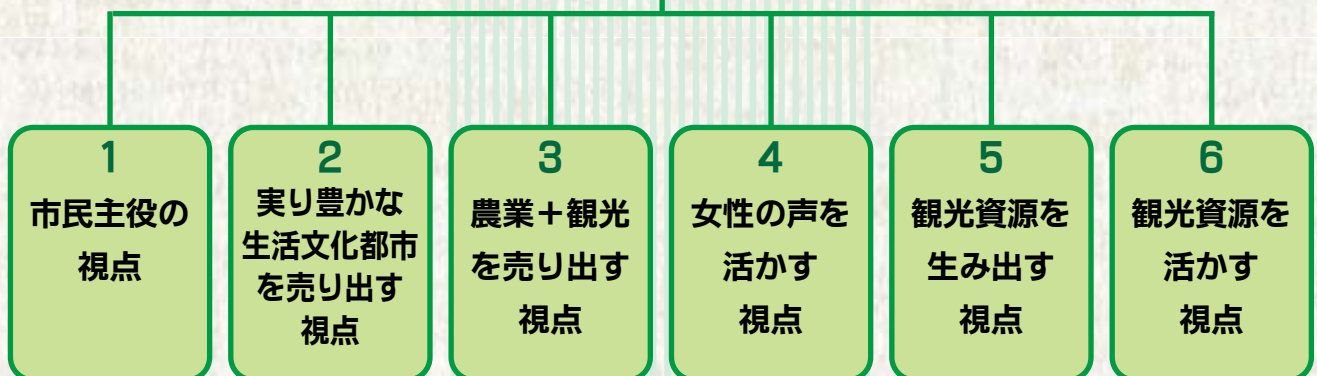 1
市民主役の
視点
2
実り豊かな
生活文化都市
を売り出す
視点
3
農業＋観光
を売り出す
視点
4
女性の声を
活かす
視点
5
観光資源を
生み出す
視点
6
観光資源を
活かす
視点